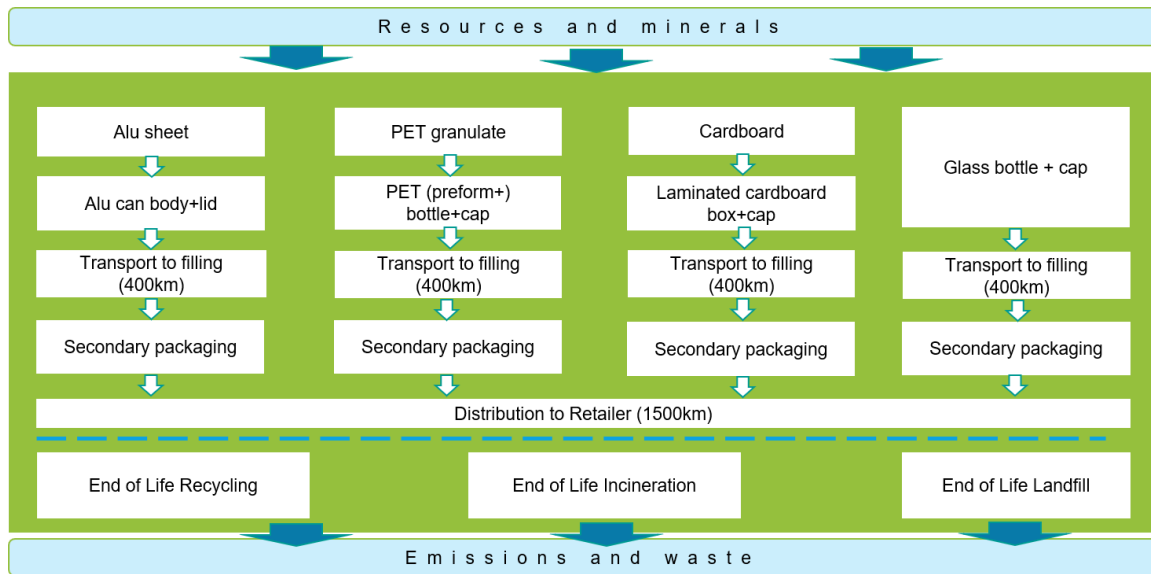 Resources and minerals
Alu sheet
PET granulate
Cardboard
Glass bottle + cap
Alu can body+lid
PET (preform+)
bottle+cap
Laminated cardboard
box+cap
Transport to filling
(400km)
Transport to filling
(400km)
Transport to filling
(400km)
Transport to filling
(400km)
Secondary packaging
Secondary packaging
Secondary packaging
Secondary packaging
Distribution to Retailer (1500km)
End of Life Recycling
End of Life Incineration
End of Life Landfill
Emissions and waste